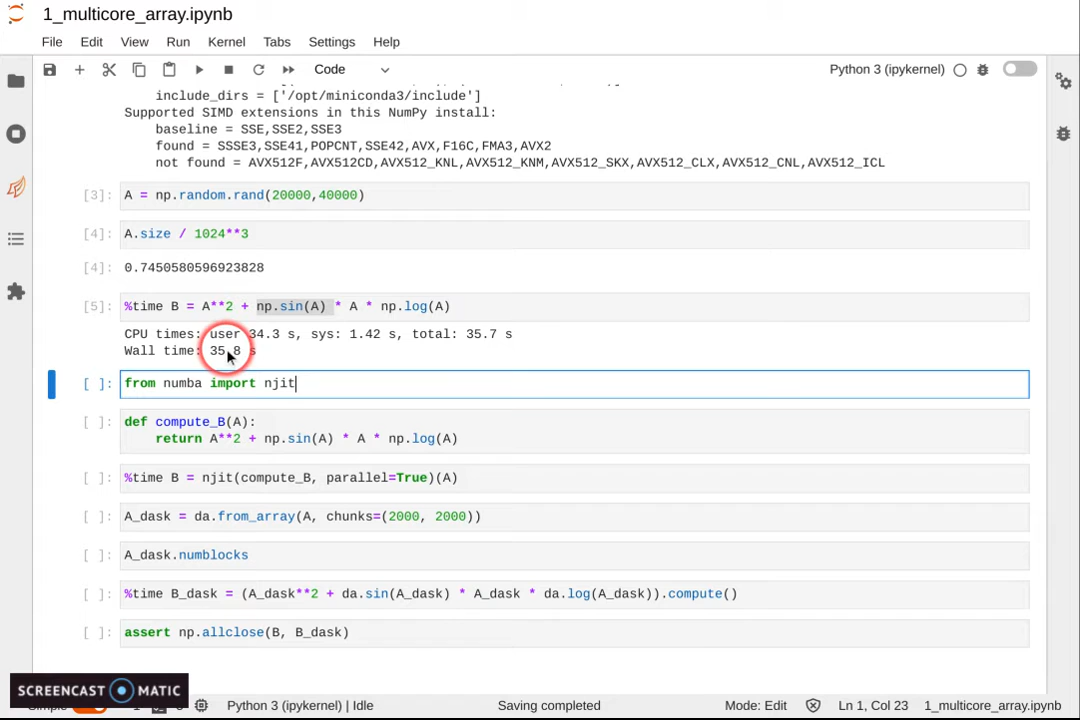 1_multicore_array.ipynb
File Edit View Run Kernel Tabs Settings Help
Code
Python 3 (ipykernel)
include_dirs = ['/opt/miniconda3/include']
Supported SIMD extensions in this NumPy install:
baseline = SSE,SSE2,SSE3
found = SSSE3,SSE41,POPCNT,SSE42,AVX,F16C,FMA3,AVX2
not found = AVX512F,AVX512CD,AVX512_KNL,AVX512_KNM,AVX512_SKX,AVX512_CLX,AVX512_CNL,AVX512_ICL
[3]: A = np.random.rand(20000,40000)
[4]: A.size / 1024**3
[4]: 0.7450580596923828
[5]: %time B = A**2 + np.sin(A) * A * np.log(A)
CPU times: user 34.3 s, sys: 1.42 s, total: 35.7 s
Wall time: 35.8 s
[ ]: from numba import njit
[ ]: def compute_B(A):
return A**2 + np.sin(A) * A * np.log(A)
[ ]: %time B = njit(compute_B, parallel=True)(A)
[ ]: A_dask = da.from_array(A, chunks=(2000, 2000))
[ ]: A_dask.numblocks
[ ]: %time B_dask = (A_dask**2 + da.sin(A_dask) * A_dask * da.log(A_dask)).compute()
[ ]: assert np.allclose(B, B_dask)
SCREENCAST MATIC
Python 3 (ipykernel) | Idle
Saving completed
Mode: Edit
Ln 1, Col 23
1_multicore_array.ipynb